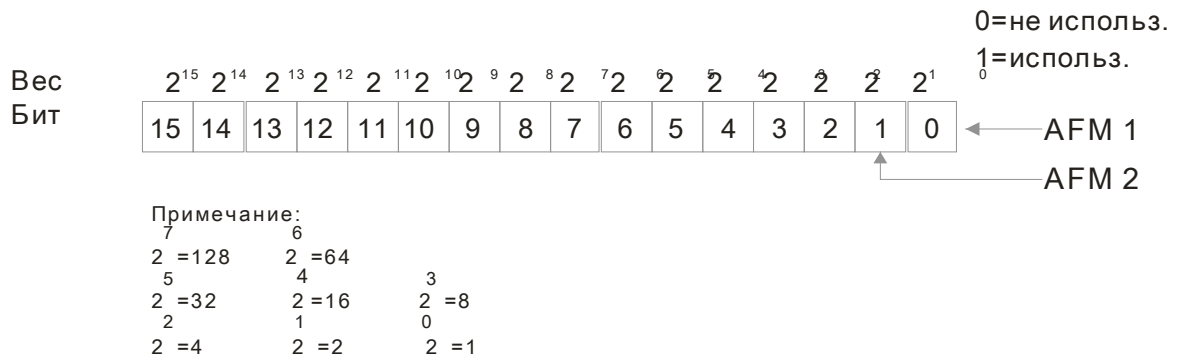 0=не использ.
1=использ.
Вес 2¹⁵ 2¹⁴ 2¹³ 2¹² 2¹¹ 2¹⁰ 2⁹ 2⁸ 2⁷ 2⁶ 2⁵ 2⁴ 2³ 2² 2¹ 2⁰
Бит 15 14 13 12 11 10 9 8 7 6 5 4 3 2 1 0 AFM 1
AFM 2
Примечание:
2⁷=128 2⁶=64
2⁵=32 2⁴=16 2³=8
2²=4 2¹=2 2⁰=1